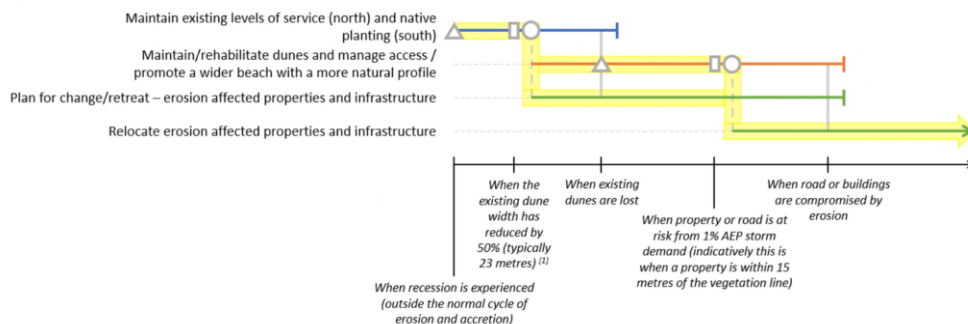 Maintain existing levels of service (north) and native
planting (south)
Maintain/rehabilitate dunes and manage access /
promote a wider beach with a more natural profile
Plan for change/retreat – erosion affected properties and infrastructure
Relocate erosion affected properties and infrastructure
When recession is experienced
(outside the normal cycle of
erosion and accretion)
When the
existing dune
width has
reduced by
50% (typically
23 metres) [1]
When existing
dunes are lost
When property or road is at
risk from 1% AEP storm
demand (indicatively this is
when a property is within 15
metres of the vegetation line)
When road or buildings
are compromised by
erosion